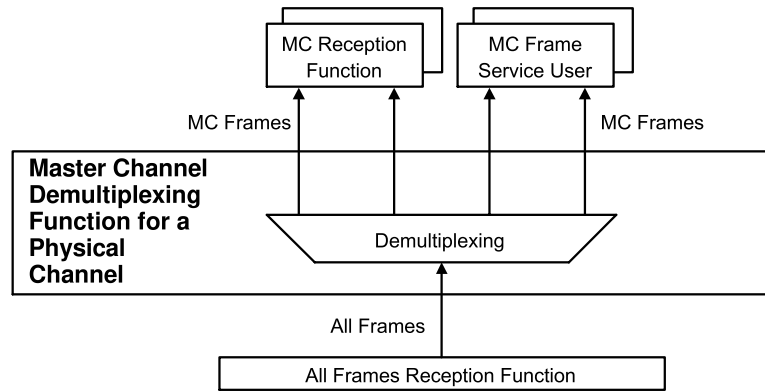 MC Reception
Function
MC Frame
Service User
MC Frames
MC Frames
Master Channel
Demultiplexing
Function for a
Physical
Channel
Demultiplexing
All Frames
All Frames Reception Function